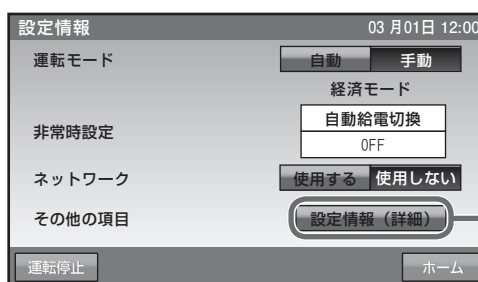 設定情報 03月01日 12:00
運転モード 自動 手動
経済モード
非常時設定 自動給電切換
OFF
ネットワーク 使用する 使用しない
その他の項目 設定情報（詳細）
運転停止 ホーム